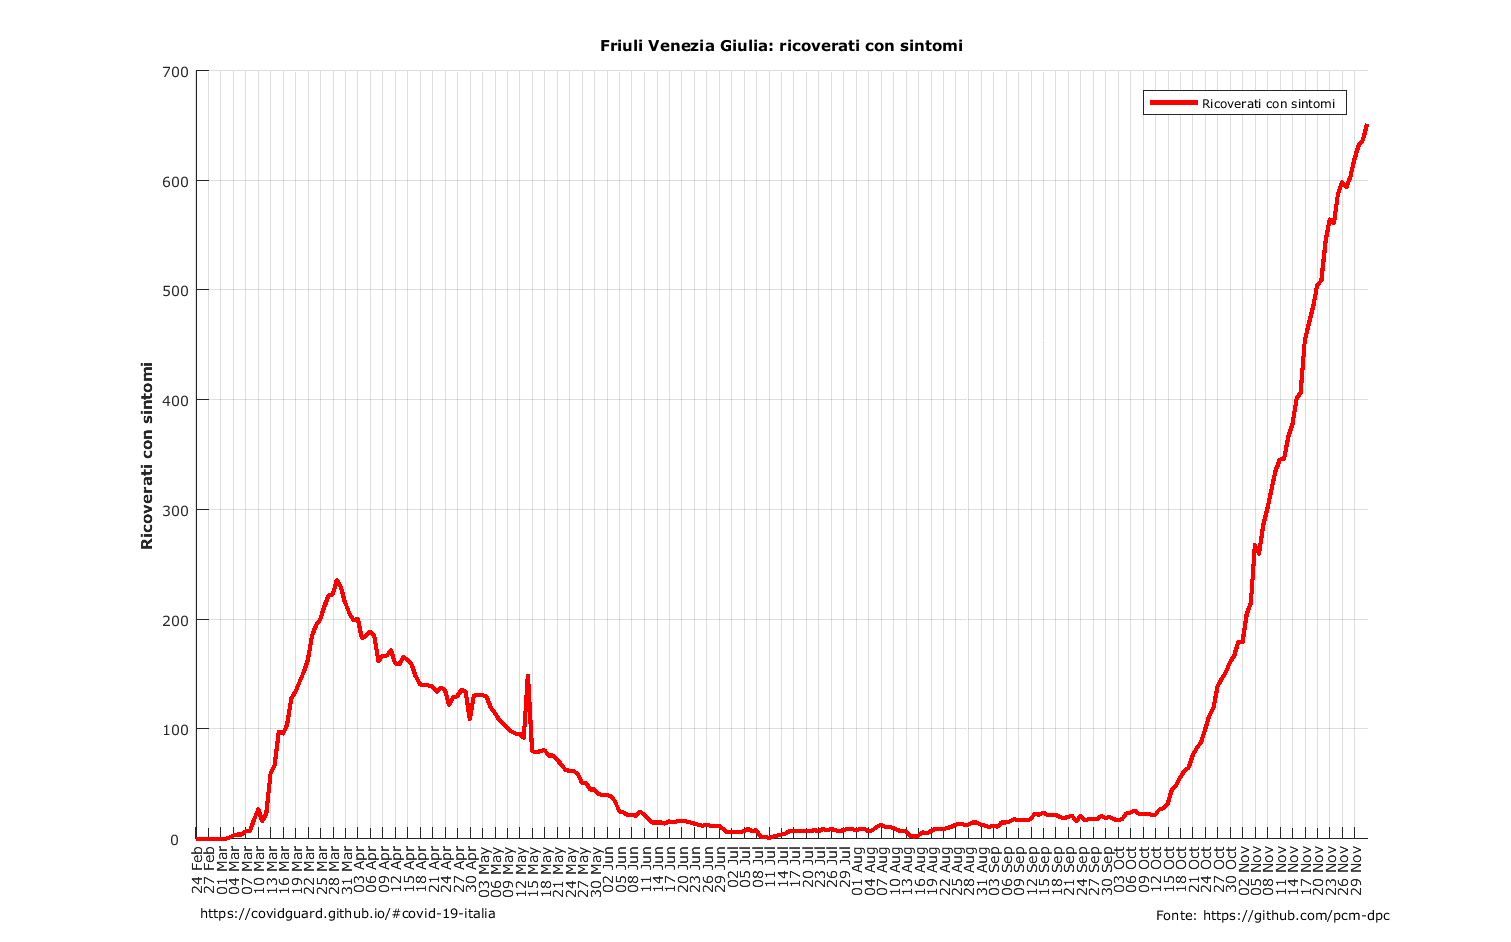 Friuli Venezia Giulia: ricoverati con sintomi
Ricoverati con sintomi
Ricoverati con sintomi
700
600
500
400
300
200
100
0
24 Feb
27 Feb
01 Mar
04 Mar
07 Mar
10 Mar
13 Mar
16 Mar
19 Mar
22 Mar
25 Mar
28 Mar
31 Mar
03 Apr
06 Apr
09 Apr
12 Apr
15 Apr
18 Apr
21 Apr
24 Apr
27 Apr
30 Apr
03 May
06 May
09 May
12 May
15 May
18 May
21 May
24 May
27 May
30 May
02 Jun
05 Jun
08 Jun
11 Jun
14 Jun
17 Jun
20 Jun
23 Jun
26 Jun
29 Jun
02 Jul
05 Jul
08 Jul
11 Jul
14 Jul
17 Jul
20 Jul
23 Jul
26 Jul
29 Jul
01 Aug
04 Aug
07 Aug
10 Aug
13 Aug
16 Aug
19 Aug
22 Aug
25 Aug
28 Aug
31 Aug
03 Sep
06 Sep
09 Sep
12 Sep
15 Sep
18 Sep
21 Sep
24 Sep
27 Sep
30 Sep
03 Oct
06 Oct
09 Oct
12 Oct
15 Oct
18 Oct
21 Oct
24 Oct
27 Oct
30 Oct
02 Nov
05 Nov
08 Nov
11 Nov
14 Nov
17 Nov
20 Nov
23 Nov
26 Nov
29 Nov
https://covidguard.github.io/#covid-19-italia
Fonte: https://github.com/pcm-dpc